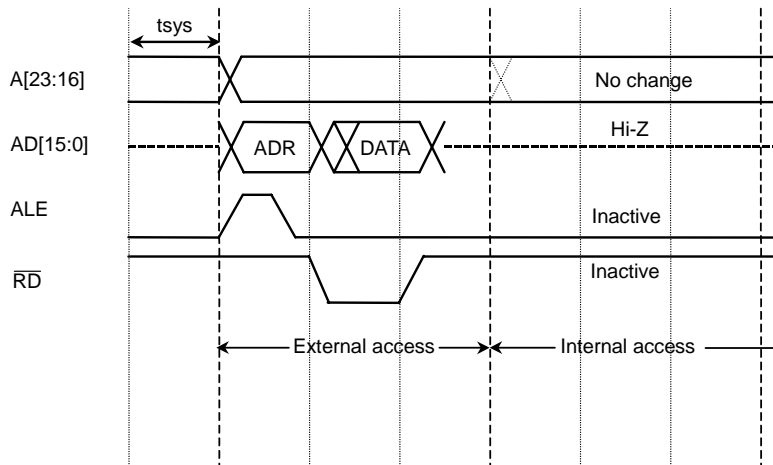 tsys
A[23:16]
No change
AD[15:0]
ADR
DATA
Hi-Z
ALE
Inactive
RD
Inactive
External access
Internal access